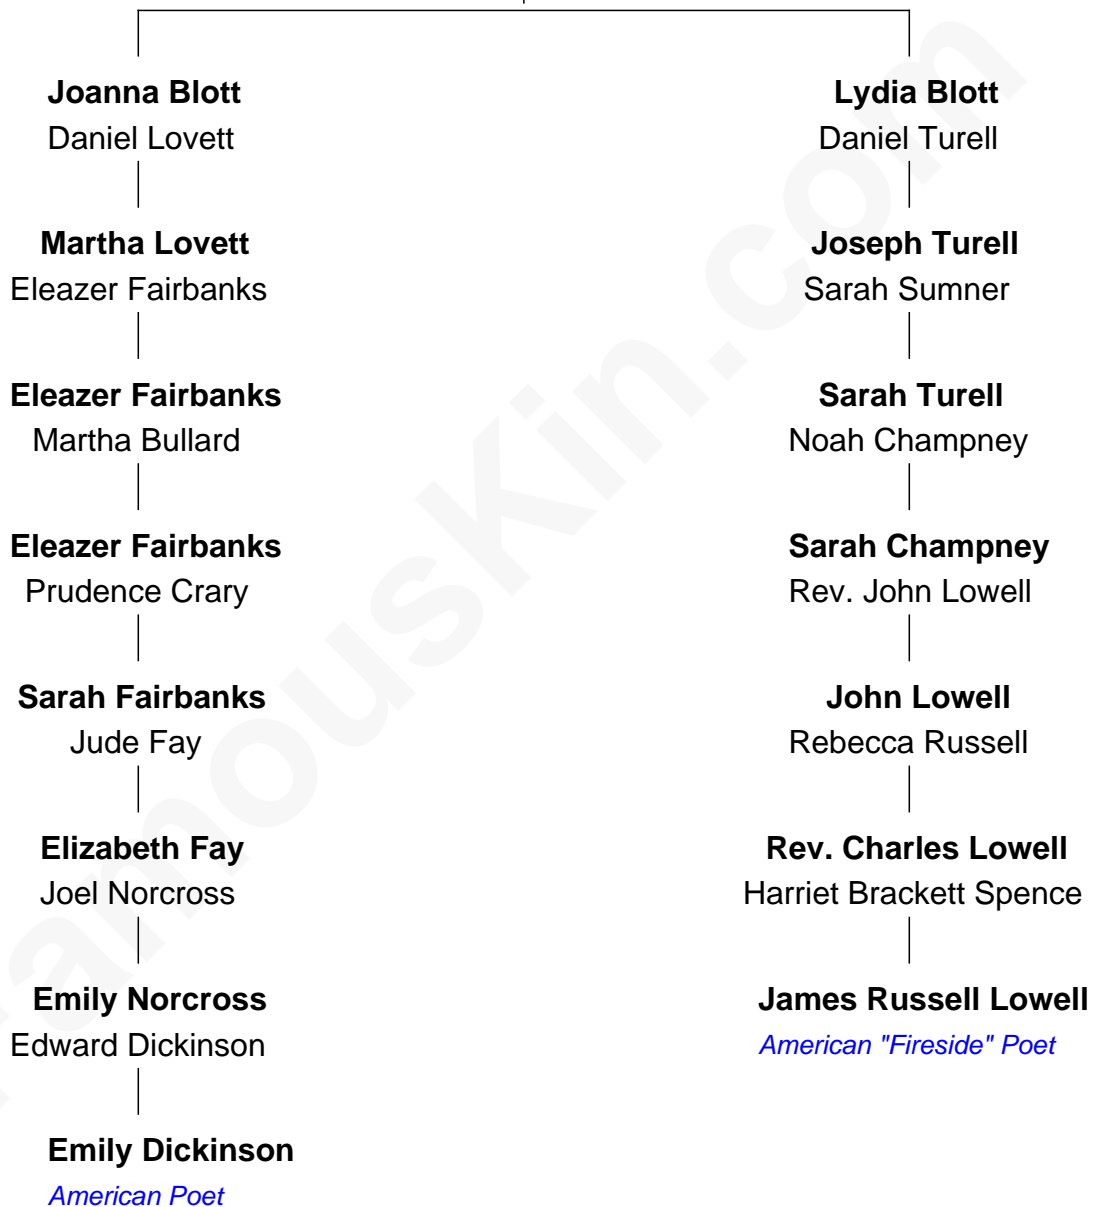 Joanna Blott
Daniel Lovett
Martha Lovett
Eleazer Fairbanks
Eleazer Fairbanks
Martha Bullard
Eleazer Fairbanks
Prudence Crary
Sarah Fairbanks
Jude Fay
Elizabeth Fay
Joel Norcross
Emily Norcross
Edward Dickinson
Emily Dickinson
American Poet
Lydia Blott
Daniel Turell
Joseph Turell
Sarah Sumner
Sarah Turell
Noah Champney
Sarah Champney
Rev. John Lowell
John Lowell
Rebecca Russell
Rev. Charles Lowell
Harriet Brackett Spence
James Russell Lowell
American "Fireside" Poet
FamousKin.com